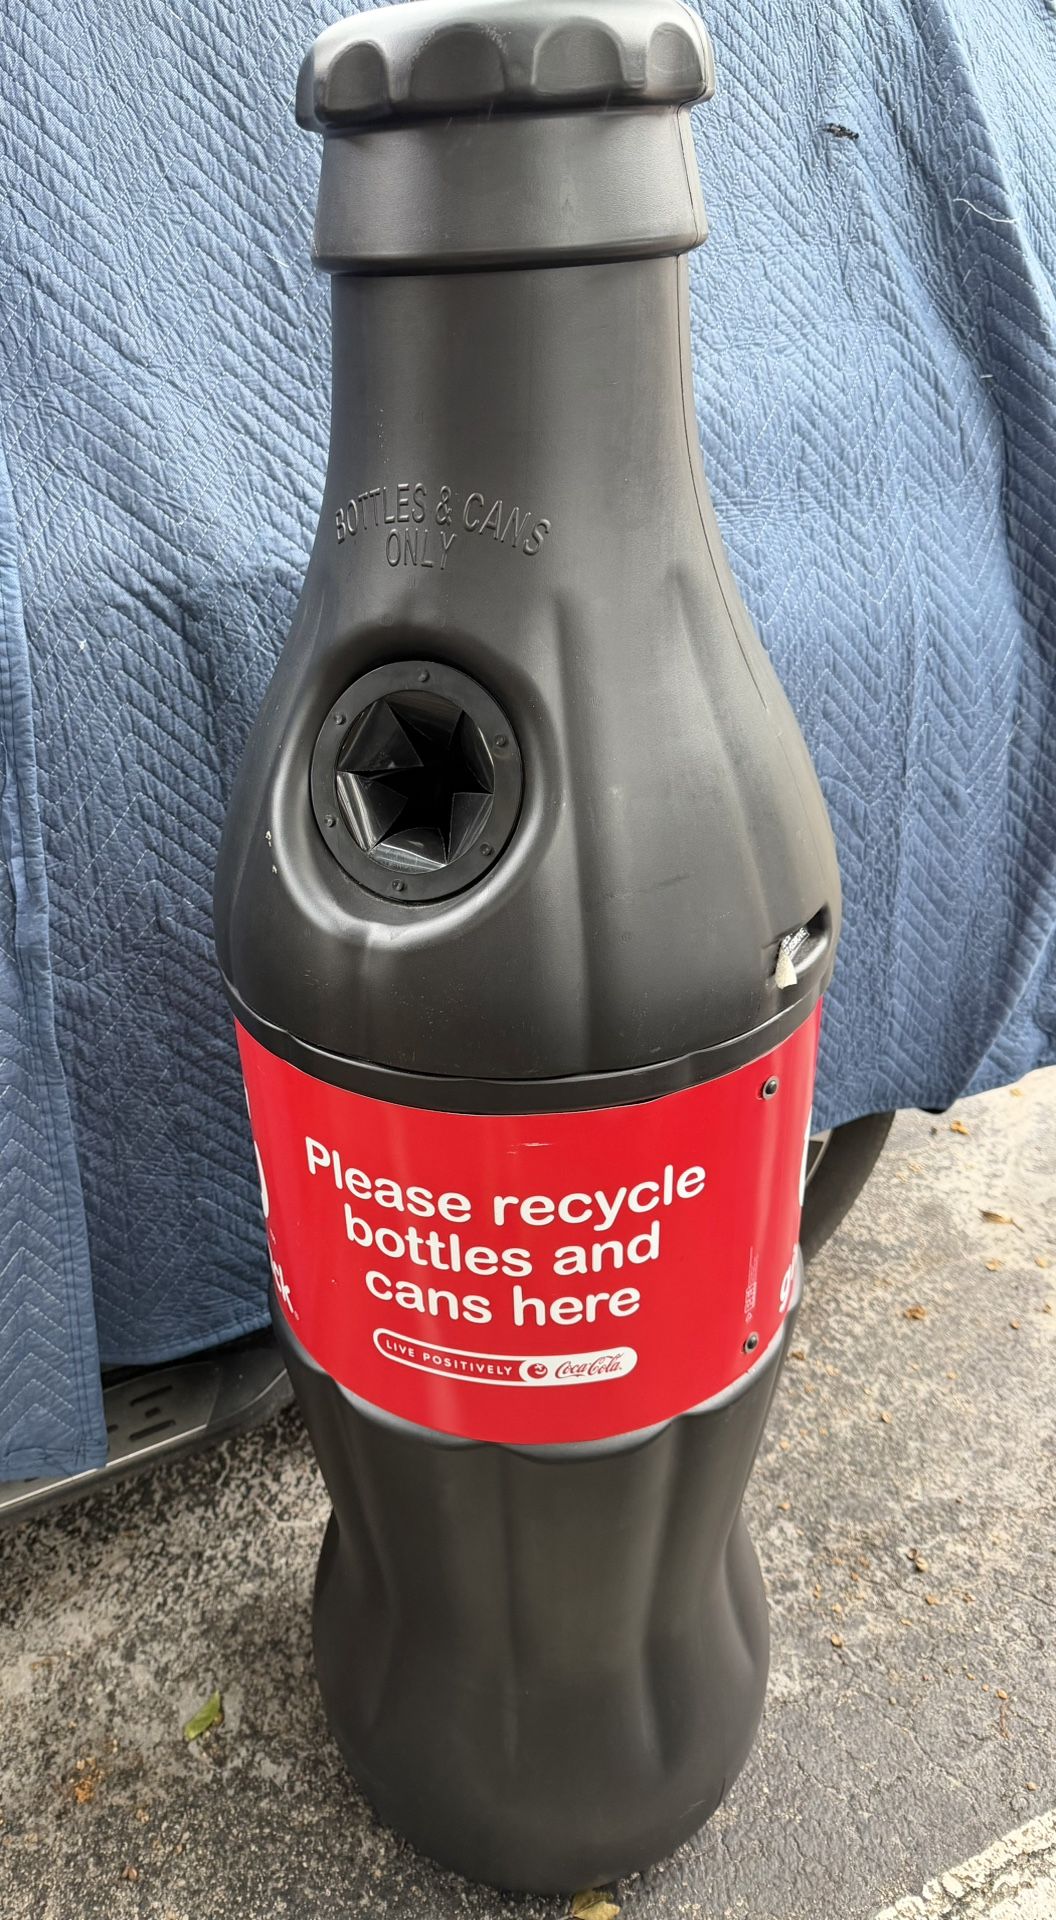 BOTTLES & CANS
ONLY
Please recycle
bottles and
cans here
LIVE POSITIVELY Coca-Cola